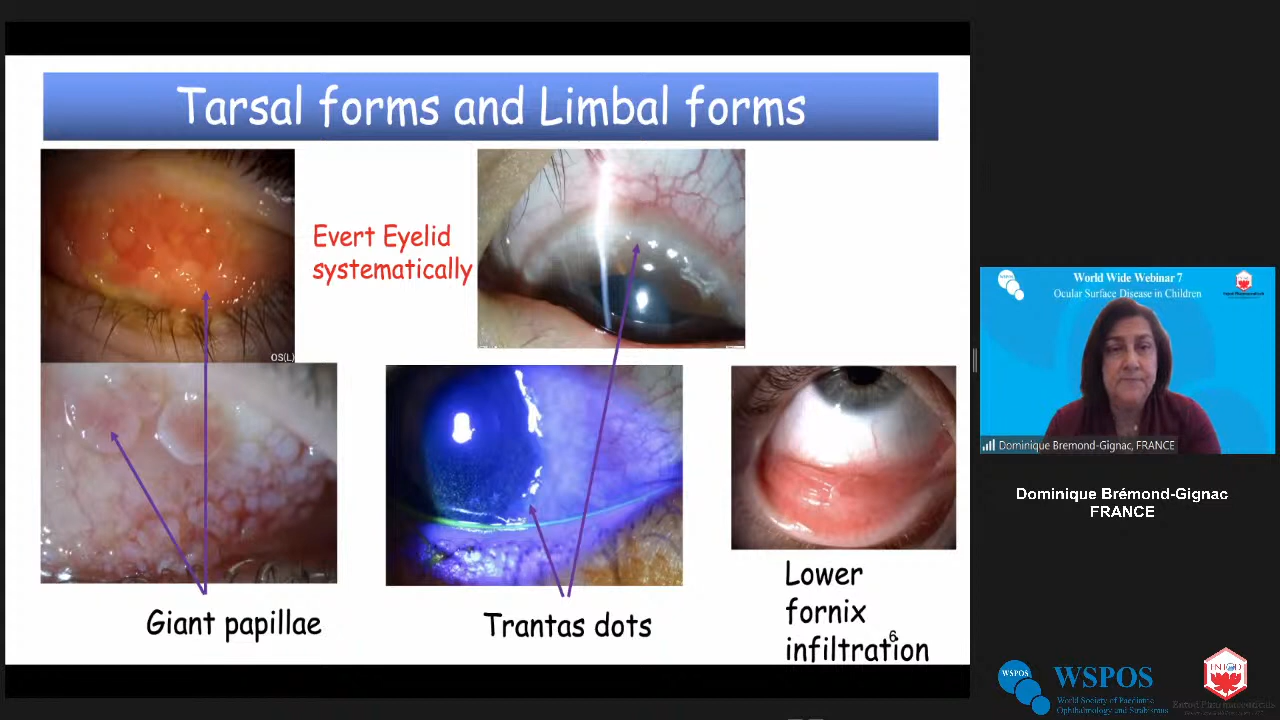 Tarsal forms and Limbal forms
Evert Eyelid
systematically
OS(L)
Giant papillae
Trantas dots
Lower
fornix
infiltration
6
WSPOS
World Wide Webinar 7
Ocular Surface Disease in Children
Dominique Bremond-Gignac, FRANCE
Dominique Brémond-Gignac
FRANCE
WSPOS
WSPOS
World Society of Paediatric
Ophthalmology and Strabismus